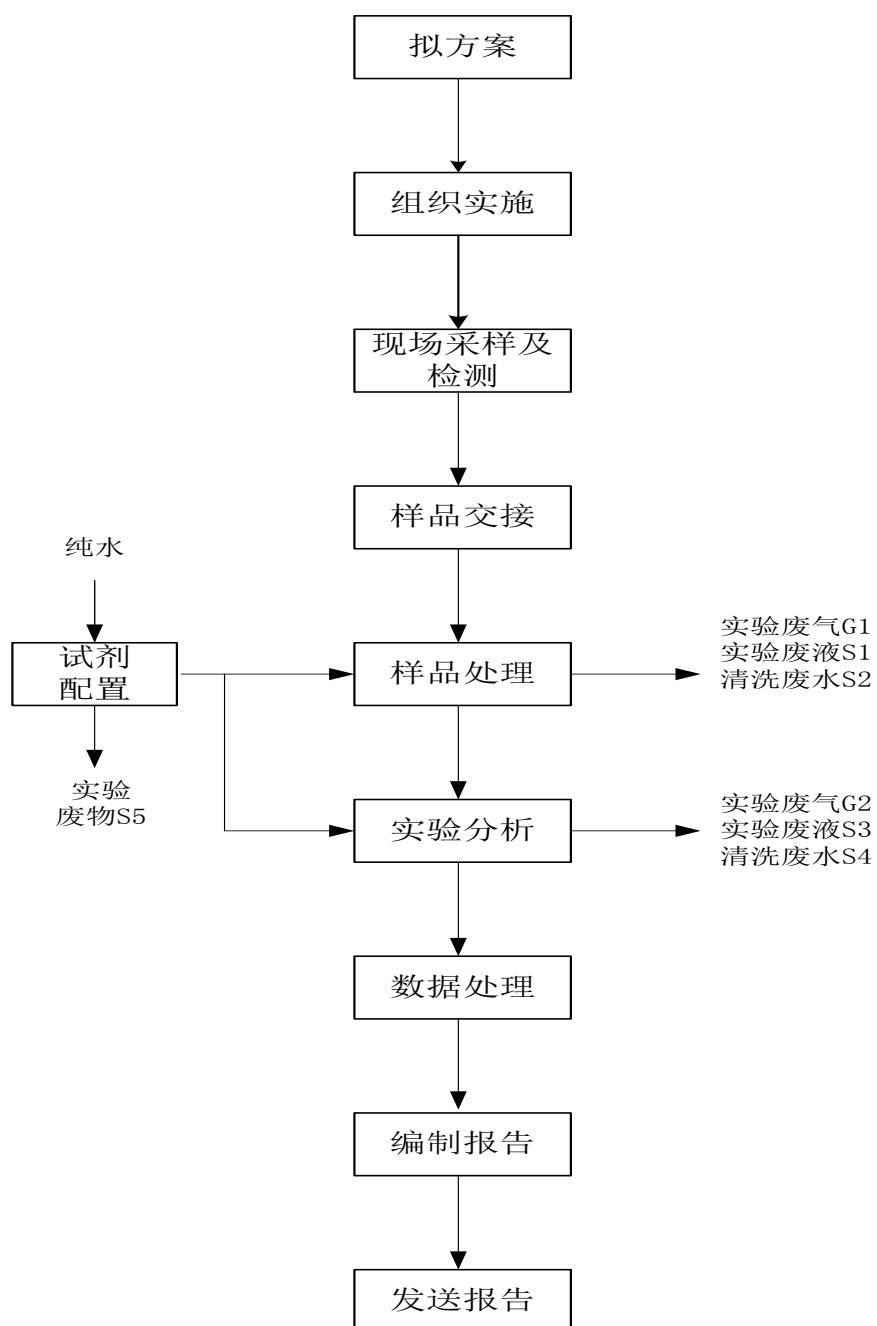 拟方案
组织实施
现场采样及
检测
样品交接
纯水
试剂
配置
样品处理
实验废气G1
实验废液S1
清洗废水S2
实验
废物S5
实验分析
实验废气G2
实验废液S3
清洗废水S4
数据处理
编制报告
发送报告